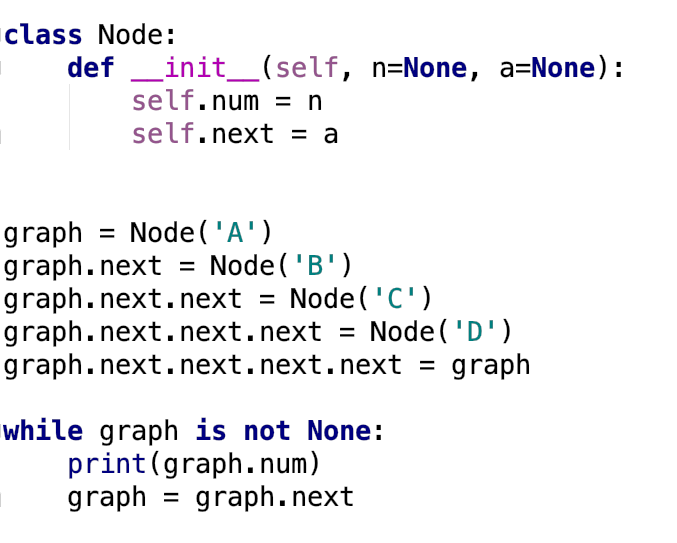 class Node:
    def __init__(self, n=None, a=None):
        self.num = n
        self.next = a
graph = Node('A')
graph.next = Node('B')
graph.next.next = Node('C')
graph.next.next.next = Node('D')
graph.next.next.next.next = graph
while graph is not None:
    print(graph.num)
    graph = graph.next